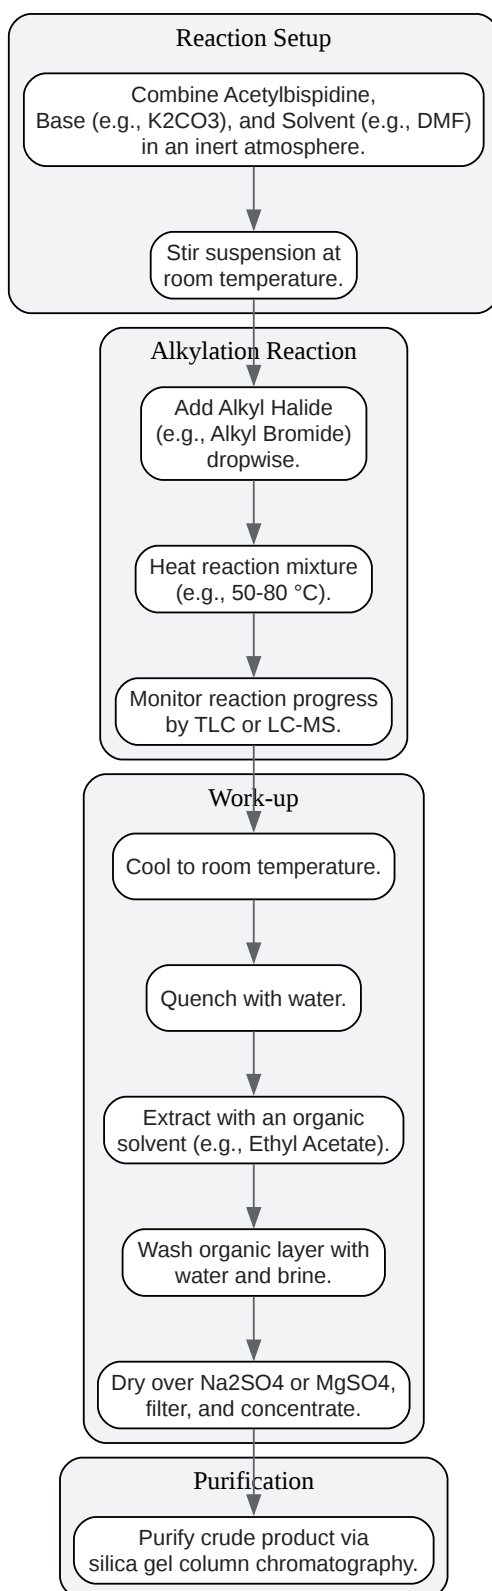 Reaction Setup
Combine Acetylbispidine,
Base (e.g., K2CO3), and Solvent (e.g., DMF)
in an inert atmosphere.
Stir suspension at
room temperature.
Alkylation Reaction
Add Alkyl Halide
(e.g., Alkyl Bromide)
dropwise.
Heat reaction mixture
(e.g., 50-80 °C).
Monitor reaction progress
by TLC or LC-MS.
Work-up
Cool to room temperature.
Quench with water.
Extract with an organic
solvent (e.g., Ethyl Acetate).
Wash organic layer with
water and brine.
Dry over Na2SO4 or MgSO4,
filter, and concentrate.
Purification
Purify crude product via
silica gel column chromatography.